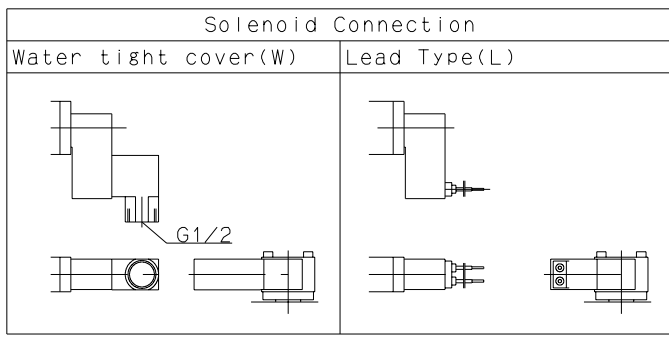 Solenoid Connection
Water tight cover(W)
Lead Type(L)
G1/2